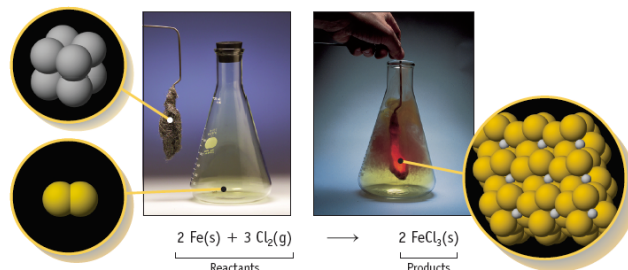 2 Fe(s) + 3 Cl₂(g) ⟶ 2 FeCl₃(s)
Reactants Products